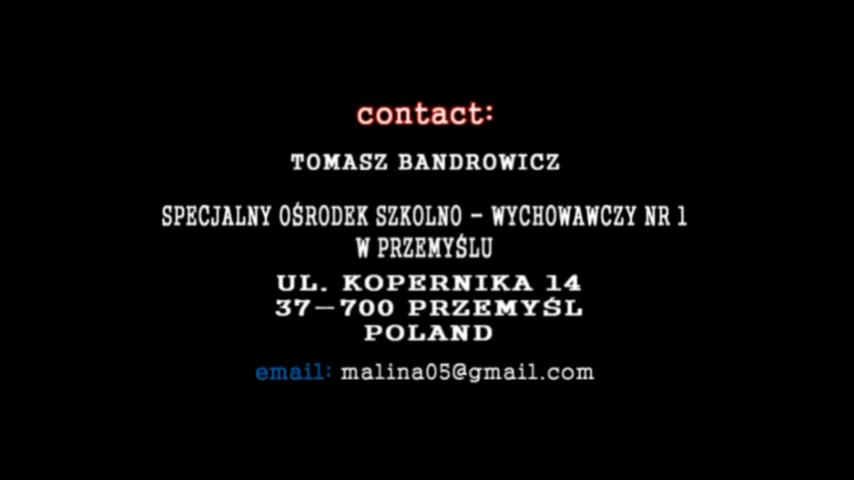 contact:
TOMASZ BANDROWICZ
SPECJALNY OŚRODEK SZKOLNO - WYCHOWAWCZY NR 1
W PRZEMYŚLU
UL. KOPERNIKA 14
37-700 PRZEMYŚL
POLAND
email: malina05@gmail.com